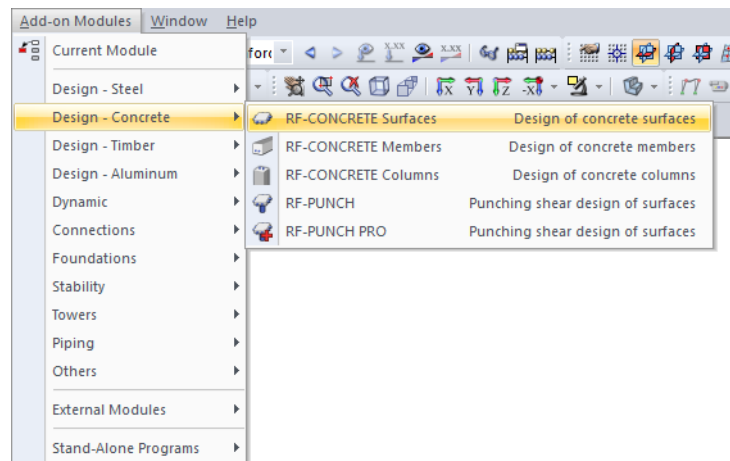 Add-on Modules Window Help
Current Module
X.XX X.XX
Design - Steel
X Y Z -X
Design - Concrete
RF-CONCRETE Surfaces Design of concrete surfaces
Design - Timber
RF-CONCRETE Members Design of concrete members
Design - Aluminum
RF-CONCRETE Columns Design of concrete columns
Dynamic
RF-PUNCH Punching shear design of surfaces
Connections
RF-PUNCH PRO Punching shear design of surfaces
Foundations
Stability
Towers
Piping
Others
External Modules
Stand-Alone Programs